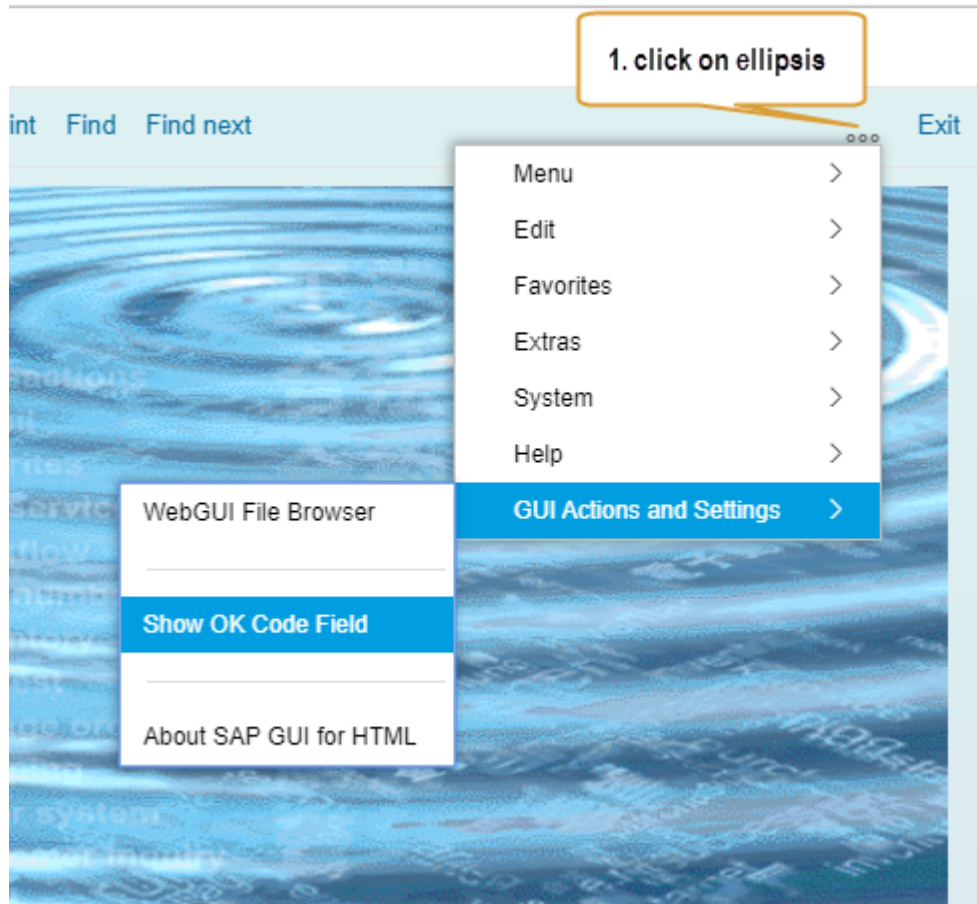 1. click on ellipsis
int Find Find next Exit
Menu
Edit
Favorites
Extras
System
Help
GUI Actions and Settings
WebGUI File Browser
Show OK Code Field
About SAP GUI for HTML
r system